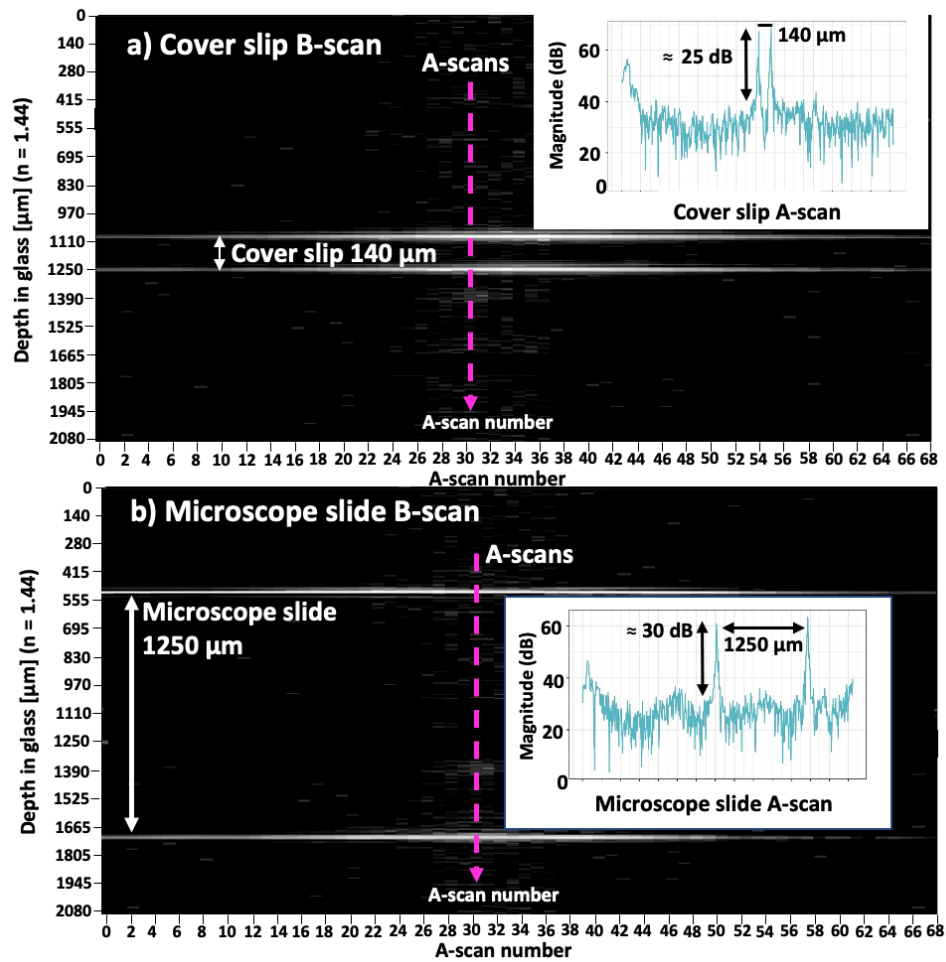 a) Cover slip B-scan
Depth in glass [µm] (n = 1.44)
0
140
280
415
555
695
830
970
1110
1250
1390
1525
1665
1805
1945
2080
A-scans
Cover slip 140 µm
A-scan number
0 2 4 6 8 10 12 14 16 18 20 22 24 26 28 30 32 34 36 38 40 42 44 46 48 50 52 54 56 58 60 62 64 66 68
A-scan number
Magnitude (dB)
60
40
20
0
≈ 25 dB
140 µm
Cover slip A-scan
b) Microscope slide B-scan
Depth in glass [µm] (n = 1.44)
0
140
280
415
555
695
830
970
1110
1250
1390
1525
1665
1805
1945
2080
A-scans
Microscope slide
1250 µm
A-scan number
0 2 4 6 8 10 12 14 16 18 20 22 24 26 28 30 32 34 36 38 40 42 44 46 48 50 52 54 56 58 60 62 64 66 68
A-scan number
Magnitude (dB)
60
40
20
0
≈ 30 dB
1250 µm
Microscope slide A-scan